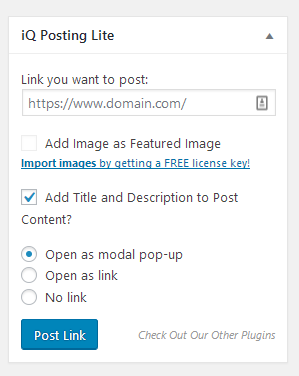 iQ Posting Lite
Link you want to post:
https://www.domain.com/
Add Image as Featured Image
Import images by getting a FREE license key!
Add Title and Description to Post
Content?
Open as modal pop-up
Open as link
No link
Post Link
Check Out Our Other Plugins